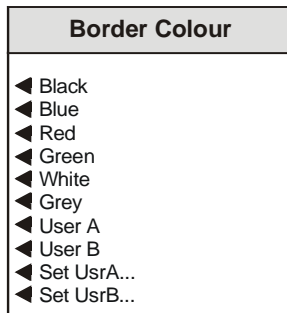 Border Colour
Black
Blue
Red
Green
White
Grey
User A
User B
Set UsrA...
Set UsrB...